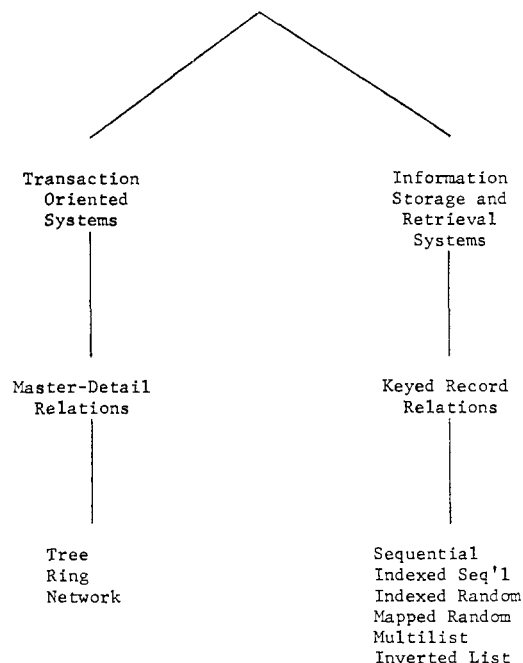 Transaction
Oriented
Systems
Information
Storage and
Retrieval
Systems
Master-Detail
Relations
Keyed Record
Relations
Tree
Ring
Network
Sequential
Indexed Seq'l
Indexed Random
Mapped Random
Multilist
Inverted List